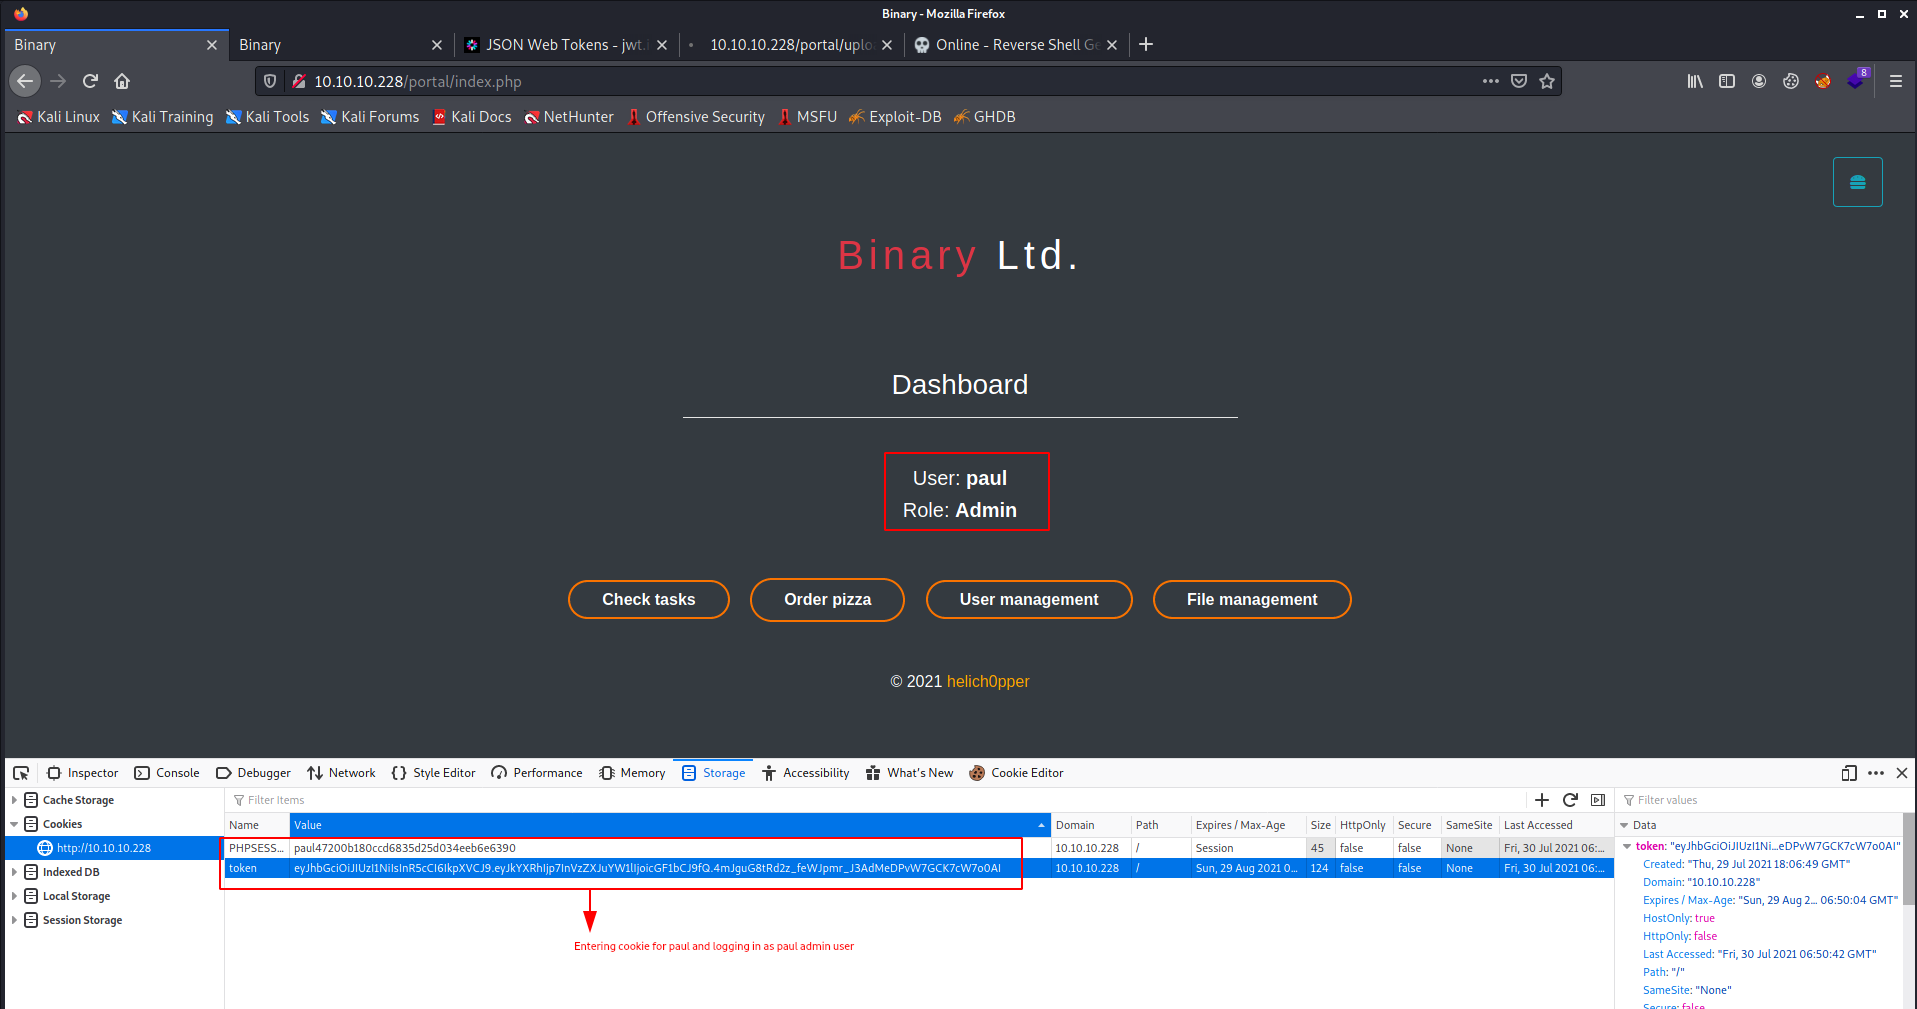 Binary - Mozilla Firefox
Binary
Binary
JSON Web Tokens - jwt.
10.10.10.228/portal/uplo
Online - Reverse Shell Ge
10.10.10.228/portal/index.php
8
Kali Linux Kali Training Kali Tools Kali Forums Kali Docs NetHunter Offensive Security MSFU Exploit-DB GHDB
Binary Ltd.
Dashboard
User: paul
Role: Admin
Check tasks Order pizza User management File management
© 2021 helich0pper
Inspector Console Debugger Network Style Editor Performance Memory Storage Accessibility What's New Cookie Editor
Cache Storage
Cookies
http://10.10.10.228
Indexed DB
Local Storage
Session Storage
Filter Items
Name Value Domain Path Expires / Max-Age Size HttpOnly Secure SameSite Last Accessed
PHPSESS... paul47200b180ccd6835d25d034eeb6e6390 10.10.10.228 / Session 45 false false None Fri, 30 Jul 2021 06:...
token eyJhbGciOiJIUzI1NiIsInR5cCI6IkpXVCJ9.eyJkYXRhIjp7InVzZXJuYW1lIjoicGF1bCJ9fQ.4mJguG8tRd2z_feWJpmr_J3AdMeDPvW7GCK7cW7o0AI 10.10.10.228 / Sun, 29 Aug 2021 0... 124 false false None Fri, 30 Jul 2021 06:...
Entering cookie for paul and logging in as paul admin user
Filter values
Data
token: "eyJhbGciOiJIUzI1Ni...eDPvW7GCK7cW7o0AI"
Created: "Thu, 29 Jul 2021 18:06:49 GMT"
Domain: "10.10.10.228"
Expires / Max-Age: "Sun, 29 Aug 2... 06:50:04 GMT"
HostOnly: true
HttpOnly: false
Last Accessed: "Fri, 30 Jul 2021 06:50:42 GMT"
Path: "/"
SameSite: "None"
Secure: false